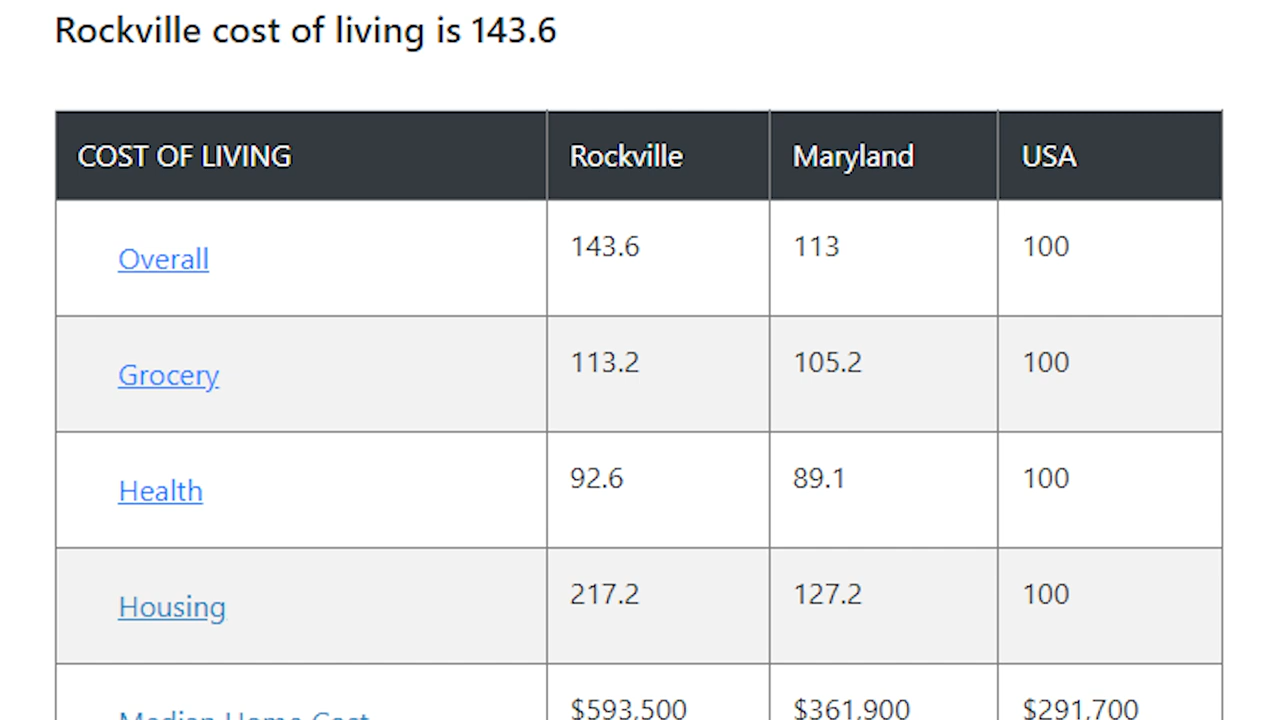 Rockville cost of living is 143.6
COST OF LIVING Rockville Maryland USA
Overall 143.6 113 100
Grocery 113.2 105.2 100
Health 92.6 89.1 100
Housing 217.2 127.2 100
Median Home Cost $593,500 $361,900 $291,700